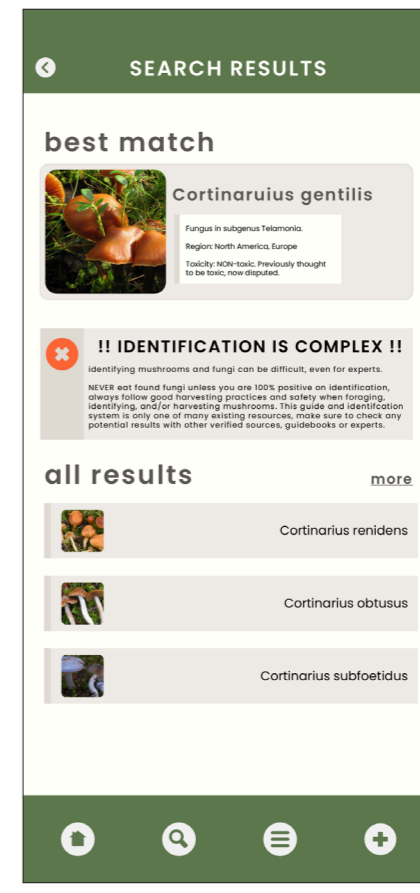 SEARCH RESULTS
best match
Cortinaruius gentilis
Fungus in subgenus Telamonia.
Region: North America, Europe
Toxicity: NON-toxic. Previously thought
to be toxic, now disputed.
!! IDENTIFICATION IS COMPLEX !!
identifying mushrooms and fungi can be difficult, even for experts.
NEVER eat found fungi unless you are 100% positive on identification,
always follow good harvesting practices and safety when foraging,
identifying, and/or harvesting mushrooms. This guide and identifcation
system is only one of many existing resources, make sure to check any
potential results with other verified sources, guidebooks or experts.
all results
more
Cortinarius renidens
Cortinarius obtusus
Cortinarius subfoetidus